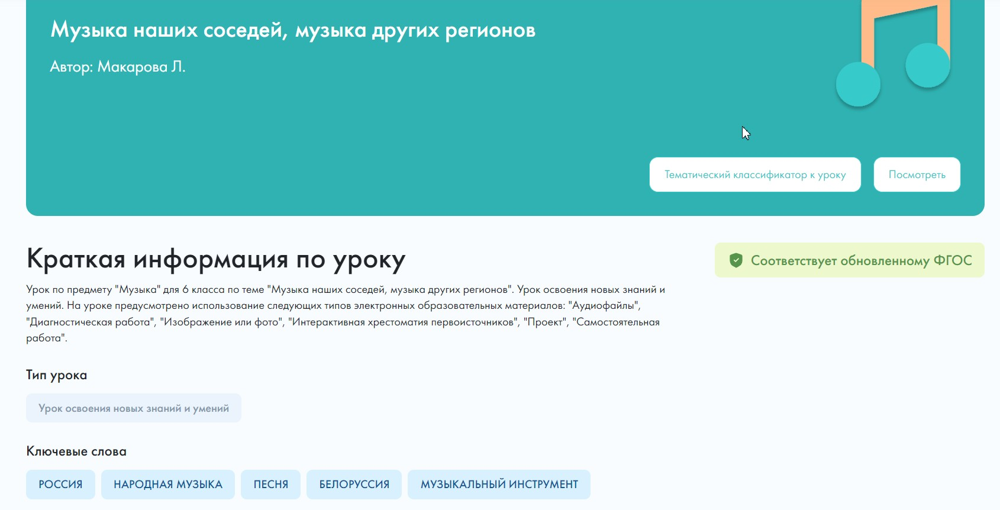 Музыка наших соседей, музыка других регионов
Автор: Макарова Л.
Тематический классификатор к уроку
Посмотреть
Краткая информация по уроку
Соответствует обновленному ФГОС
Урок по предмету "Музыка" для 6 класса по теме "Музыка наших соседей, музыка других регионов". Урок освоения новых знаний и
умений. На уроке предусмотрено использование следующих типов электронных образовательных материалов: "Аудиофайлы",
"Диагностическая работа", "Изображение или фото", "Интерактивная хрестоматия первоисточников", "Проект", "Самостоятельная
работа".
Тип урока
Урок освоения новых знаний и умений
Ключевые слова
РОССИЯ
НАРОДНАЯ МУЗЫКА
ПЕСНЯ
БЕЛОРУССИЯ
МУЗЫКАЛЬНЫЙ ИНСТРУМЕНТ